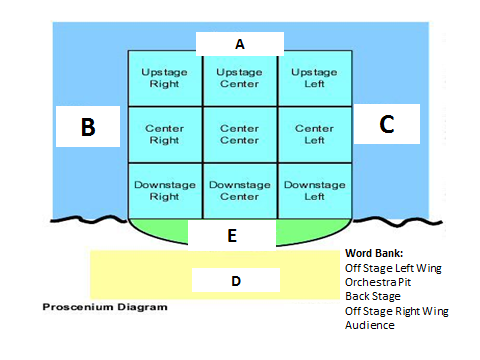 A
Upstage Right
Upstage Center
Upstage Left
B
Center Right
Center Center
Center Left
C
Downstage Right
Downstage Center
Downstage Left
E
D
Proscenium Diagram
Word Bank:
Off Stage Left Wing
Orchestra Pit
Back Stage
Off Stage Right Wing
Audience